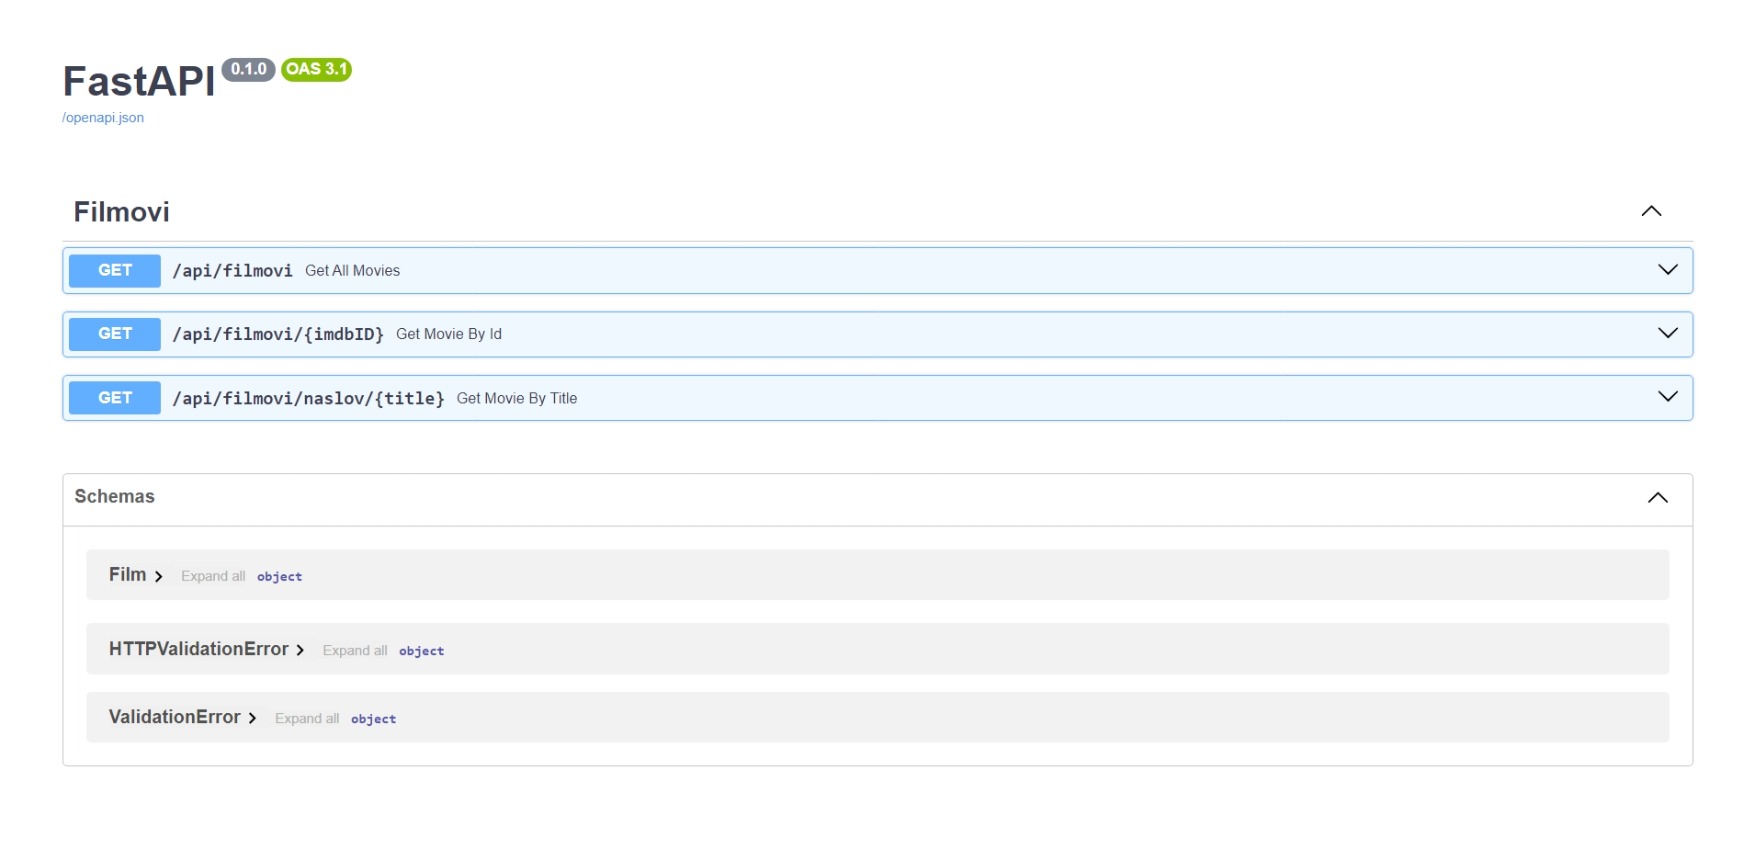 FastAPI 0.1.0 OAS 3.1
/openapi.json
Filmovi
GET /api/filmovi Get All Movies
GET /api/filmovi/{imdbID} Get Movie By Id
GET /api/filmovi/naslov/{title} Get Movie By Title
Schemas
Film Expand all object
HTTPValidationError Expand all object
ValidationError Expand all object